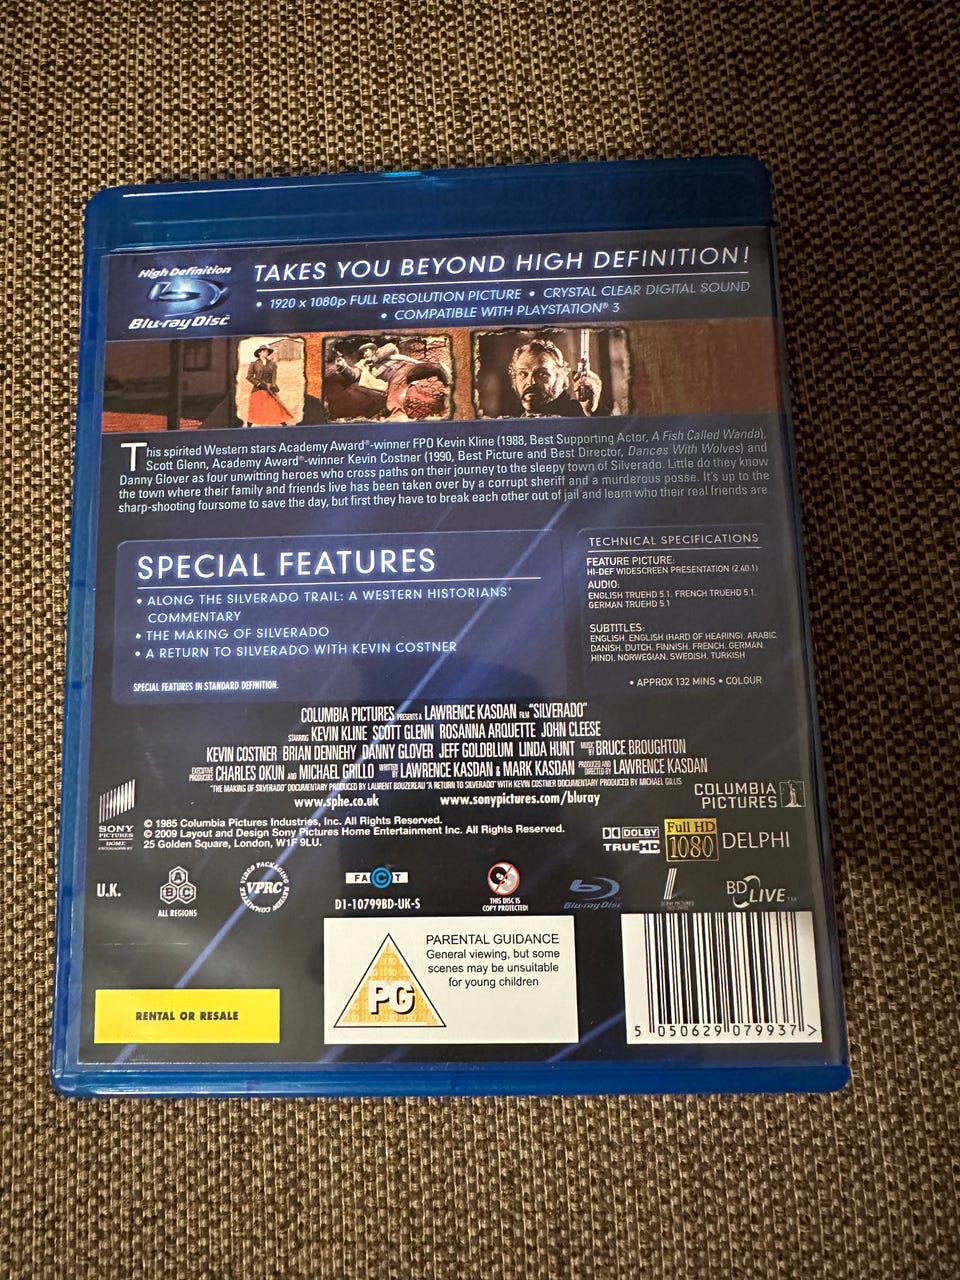 High Definition
Blu-ray Disc
TAKES YOU BEYOND HIGH DEFINITION!
• 1920 x 1080p FULL RESOLUTION PICTURE • CRYSTAL CLEAR DIGITAL SOUND
• COMPATIBLE WITH PLAYSTATION® 3
This spirited Western stars Academy Award®-winner FPO Kevin Kline (1988, Best Supporting Actor, A Fish Called Wanda),
Scott Glenn, Academy Award®-winner Kevin Costner (1990, Best Picture and Best Director, Dances With Wolves) and
Danny Glover as four unwitting heroes who cross paths on their journey to the sleepy town of Silverado. Little do they know
the town where their family and friends live has been taken over by a corrupt sheriff and a murderous posse. It's up to the
sharp-shooting foursome to save the day, but first they have to break each other out of jail and learn who their real friends are
SPECIAL FEATURES
• ALONG THE SILVERADO TRAIL: A WESTERN HISTORIANS'
COMMENTARY
• THE MAKING OF SILVERADO
• A RETURN TO SILVERADO WITH KEVIN COSTNER
SPECIAL FEATURES IN STANDARD DEFINITION.
TECHNICAL SPECIFICATIONS
FEATURE PICTURE:
HI-DEF WIDESCREEN PRESENTATION (2.40:1)
AUDIO:
ENGLISH TRUEHD 5.1, FRENCH TRUEHD 5.1,
GERMAN TRUEHD 5.1
SUBTITLES:
ENGLISH, ENGLISH (HARD OF HEARING), ARABIC,
DANISH, DUTCH, FINNISH, FRENCH, GERMAN,
HINDI, NORWEGIAN, SWEDISH, TURKISH
• APPROX 132 MINS • COLOUR
COLUMBIA PICTURES PRESENTS A LAWRENCE KASDAN FILM "SILVERADO"
STARRING KEVIN KLINE SCOTT GLENN ROSANNA ARQUETTE JOHN CLEESE
KEVIN COSTNER BRIAN DENNEHY DANNY GLOVER JEFF GOLDBLUM LINDA HUNT MUSIC BY BRUCE BROUGHTON
EXECUTIVE PRODUCERS CHARLES OKUN AND MICHAEL GRILLO WRITTEN BY LAWRENCE KASDAN & MARK KASDAN PRODUCED AND DIRECTED BY LAWRENCE KASDAN
"THE MAKING OF SILVERADO" DOCUMENTARY PRODUCED BY LAURENT BOUZEREAU "A RETURN TO SILVERADO" WITH KEVIN COSTNER DOCUMENTARY PRODUCED BY MICHAEL GILLIS
www.sphe.co.uk www.sonypictures.com/bluray
COLUMBIA
PICTURES
SONY
PICTURES
HOME
© 1985 Columbia Pictures Industries, Inc. All Rights Reserved.
© 2009 Layout and Design Sony Pictures Home Entertainment Inc. All Rights Reserved.
25 Golden Square, London, W1F 9LU.
DOLBY
TRUEHD
Full HD
1080
DELPHI
U.K.
ABC
ALL REGIONS
VIDEO PACKAGING REVIEW COMMITTEE
VPRC
FACT
D1-10799BD-UK-S
THIS DISC IS
COPY PROTECTED!
Blu-ray Disc
BD LIVE™
RENTAL OR RESALE
PG
PARENTAL GUIDANCE
General viewing, but some
scenes may be unsuitable
for young children
5 050629 079937 >